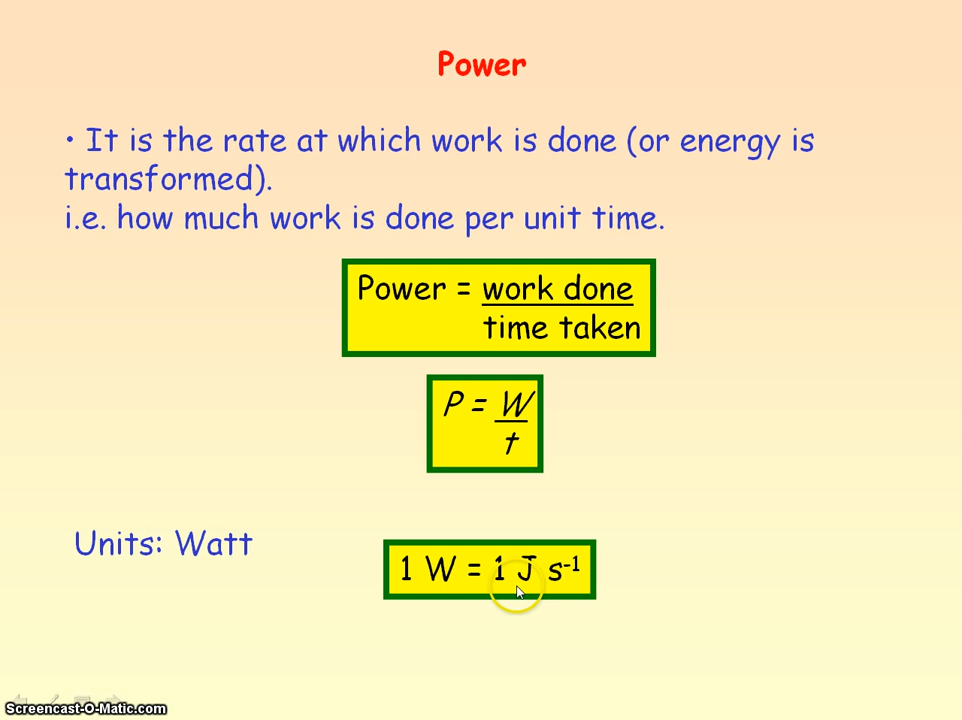 Power
• It is the rate at which work is done (or energy is
transformed).
i.e. how much work is done per unit time.
Power = work done
time taken
P = W
t
Units: Watt
1 W = 1 J s⁻¹
Screencast-O-Matic.com